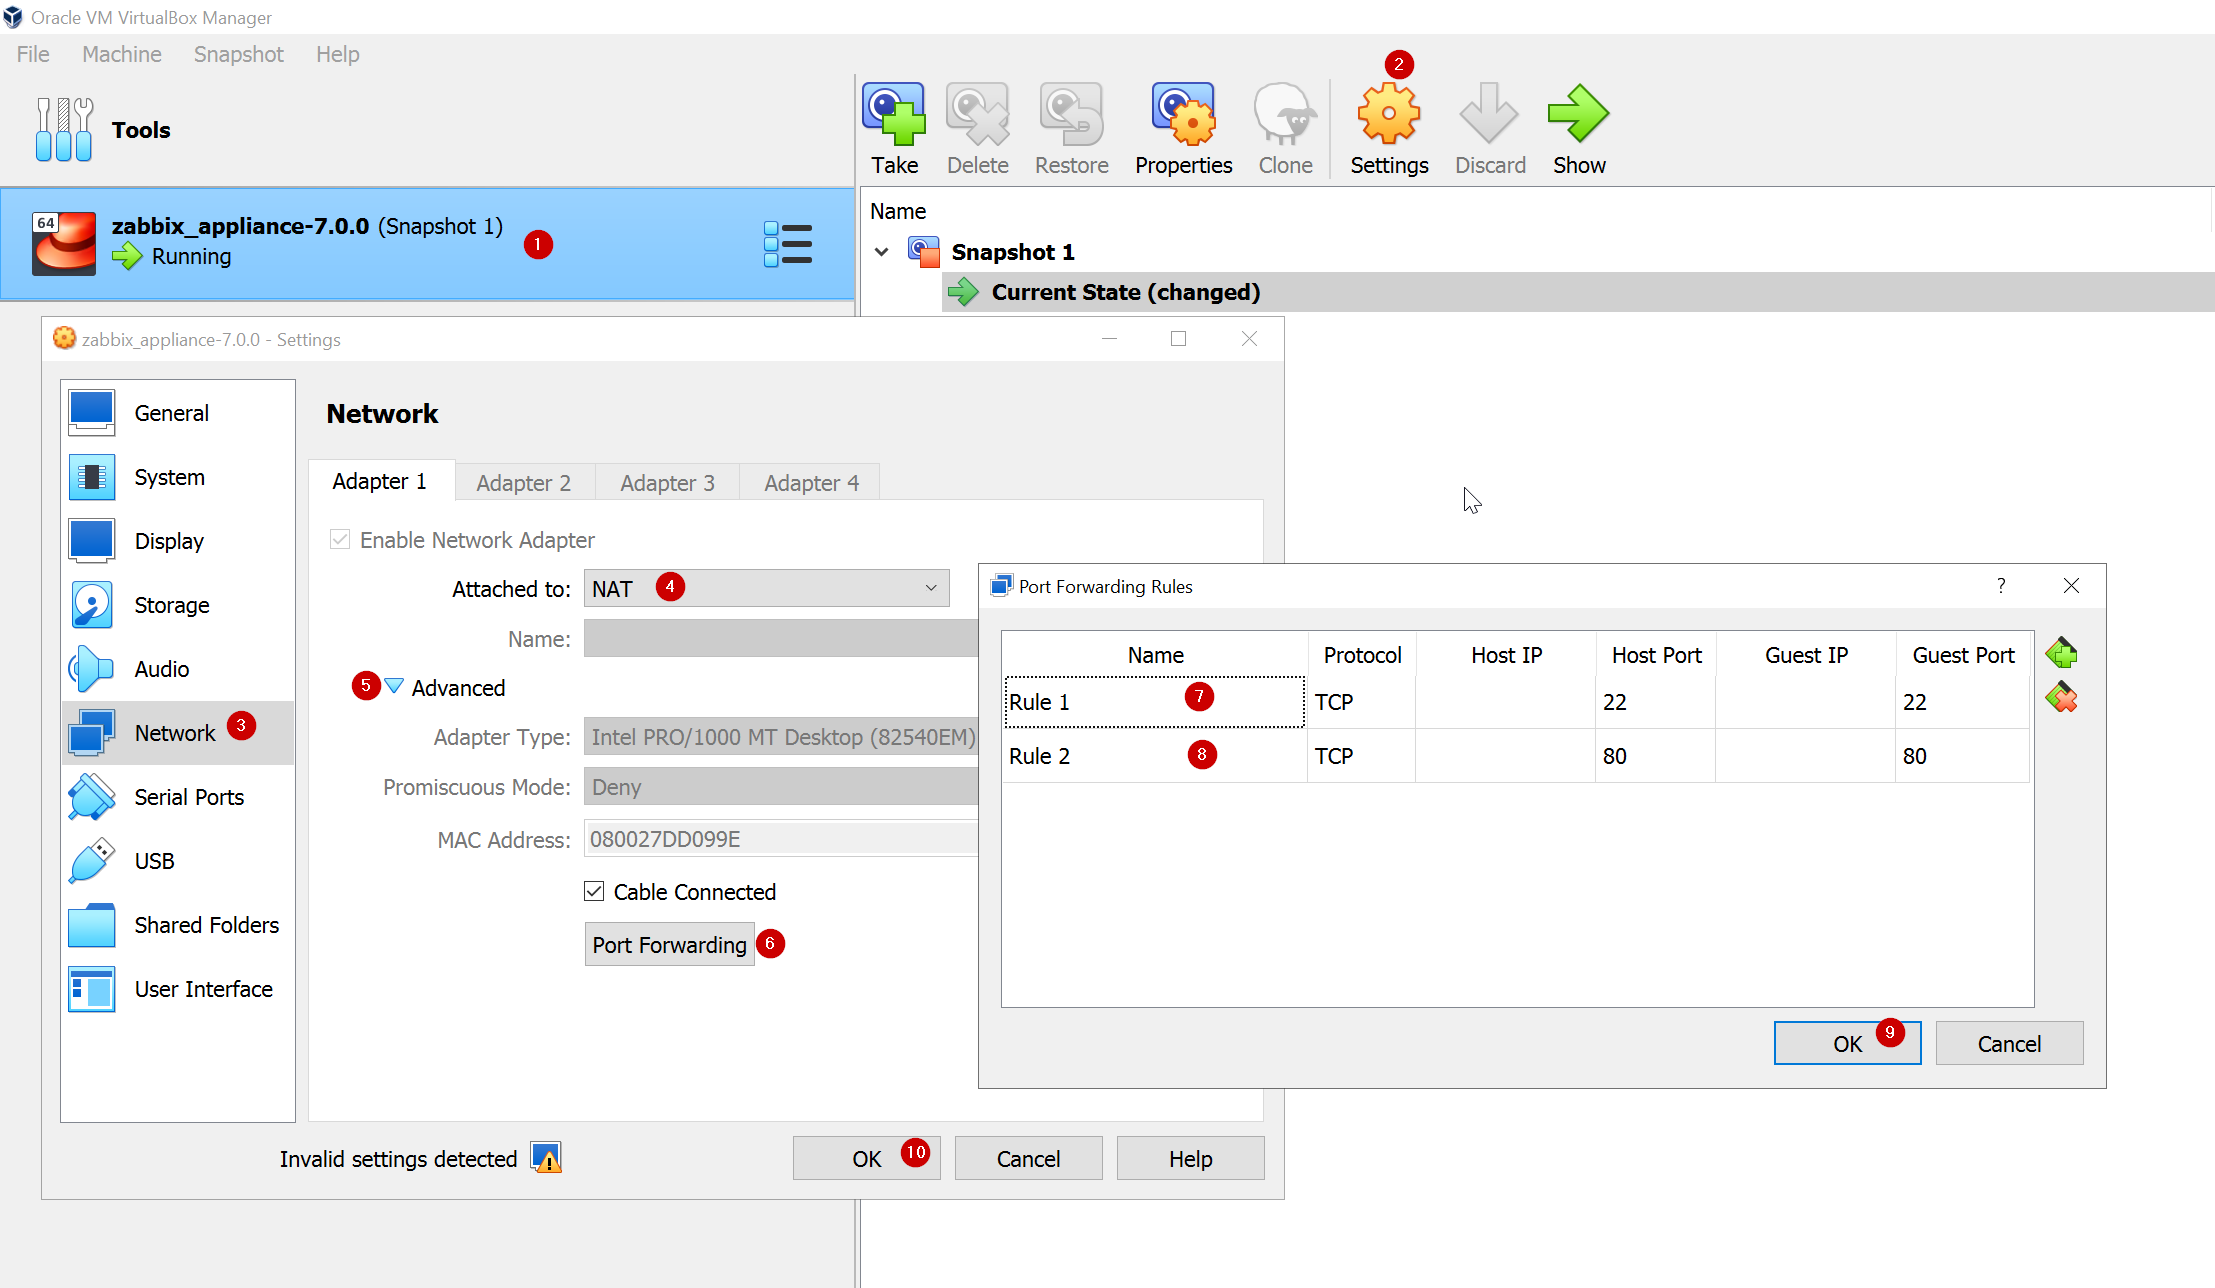 Oracle VM VirtualBox Manager
File Machine Snapshot Help
Tools
2
Take Delete Restore Properties Clone Settings Discard Show
64
zabbix_appliance-7.0.0 (Snapshot 1)
Running
1
Name
Snapshot 1
Current State (changed)
zabbix_appliance-7.0.0 - Settings
General
System
Display
Storage
Audio
Network 3
Serial Ports
USB
Shared Folders
User Interface
Network
Adapter 1 Adapter 2 Adapter 3 Adapter 4
Enable Network Adapter
Attached to: NAT 4
Name:
5 Advanced
Adapter Type: Intel PRO/1000 MT Desktop (82540EM)
Promiscuous Mode: Deny
MAC Address: 080027DD099E
Cable Connected
Port Forwarding 6
Invalid settings detected
OK 10 Cancel Help
Port Forwarding Rules ?
Name Protocol Host IP Host Port Guest IP Guest Port
Rule 1 7 TCP 22 22
Rule 2 8 TCP 80 80
OK 9 Cancel